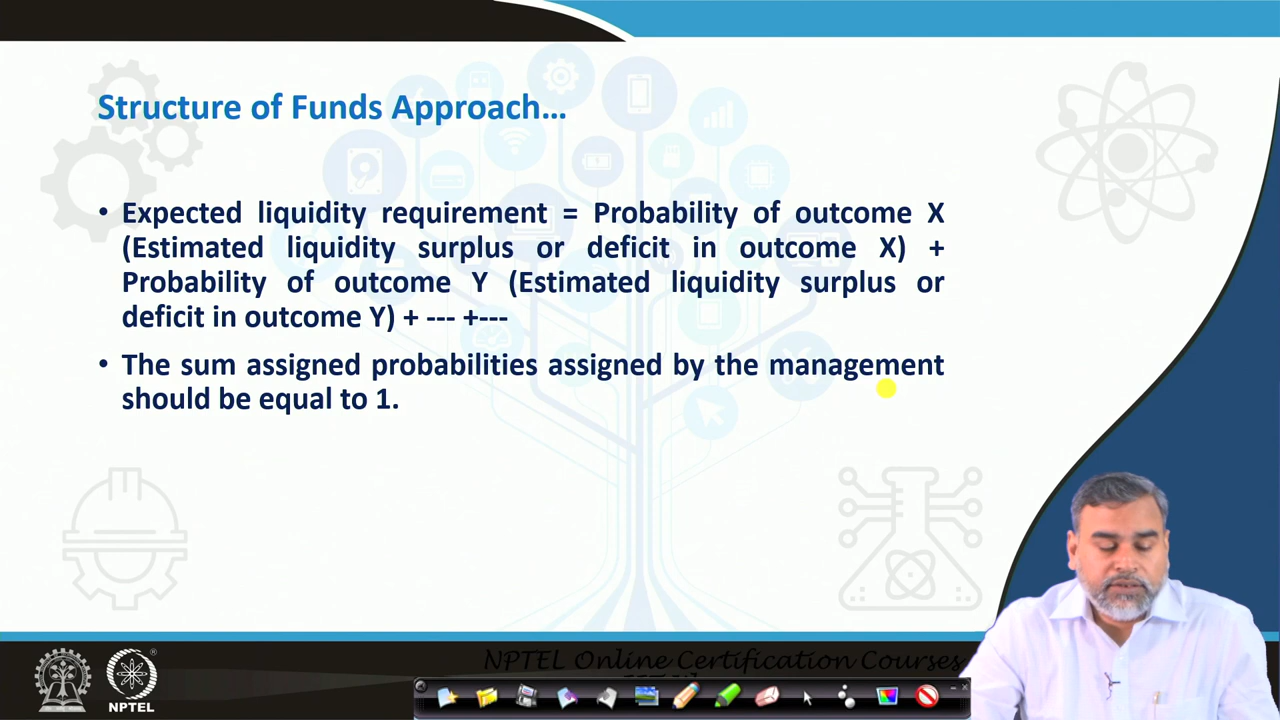 Structure of Funds Approach...
• Expected liquidity requirement = Probability of outcome X
(Estimated liquidity surplus or deficit in outcome X) +
Probability of outcome Y (Estimated liquidity surplus or
deficit in outcome Y) + --- +---
• The sum assigned probabilities assigned by the management
should be equal to 1.
NPTEL Online Certification Courses
NPTEL